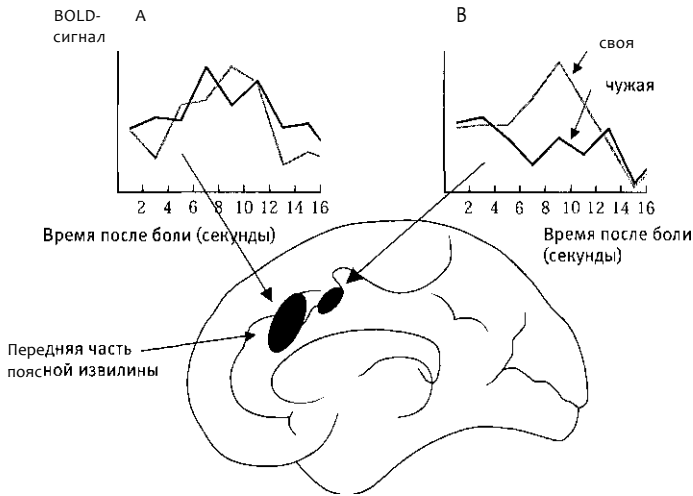 BOLD-
сигнал
А
В
своя
чужая
2 4 6 8 10 12 14 16
2 4 6 8 10 12 14 16
Время после боли (секунды)
Время после боли
(секунды)
Передняя часть
поясной извилины